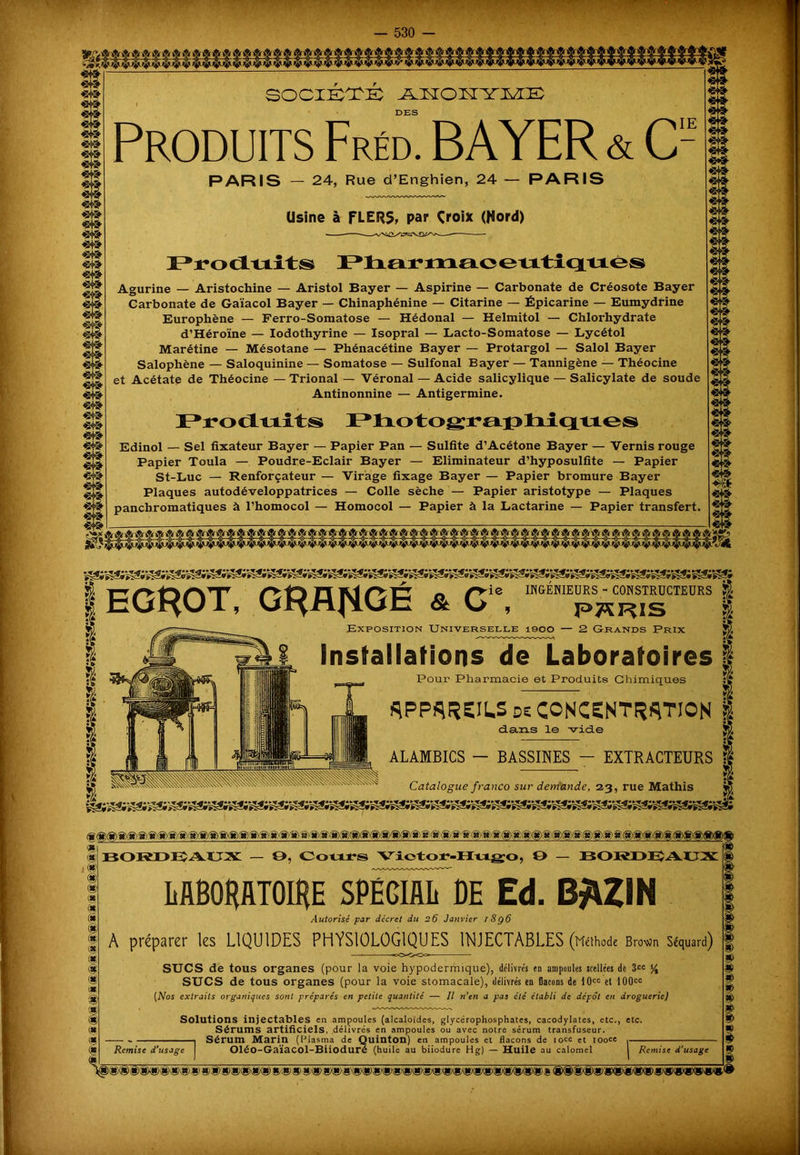 — 530 —
SOCIÉTÉ ANONYME
DES
PRODUITS FRÉD. BAYER & CIE
PARIS — 24, Rue d'Enghien, 24 — PARIS
Usine à FLERS, par Croix (Nord)
Produits Pharmaceutiquès
Agurine — Aristochine — Aristol Bayer — Aspirine — Carbonate de Créosote Bayer
Carbonate de Gaïacol Bayer — Chinaphénine — Citarine — Épicarine — Eumydrine
Europhène — Ferro-Somatose — Hédonal — Helmitol — Chlorhydrate
d'Héroïne — Iodothyrine — Isopral — Lacto-Somatose — Lycétol
Marétine — Mésotane — Phénacétine Bayer — Protargol — Salol Bayer
Salophène — Saloquinine — Somatose — Sulfonal Bayer — Tannigène — Théocine
et Acétate de Théocine — Trional — Véronal — Acide salicylique — Salicylate de soude
Antinonnine — Antigermine.
Produits Photographiques
Edinol — Sel fixateur Bayer — Papier Pan — Sulfite d'Acétone Bayer — Vernis rouge
Papier Toula — Poudre-Eclair Bayer — Eliminateur d'hyposulfite — Papier
St-Luc — Renforçateur — Virage fixage Bayer — Papier bromure Bayer
Plaques autodéveloppatrices — Colle sèche — Papier aristotype — Plaques
panchromatiques à l'homocol — Homocol — Papier à la Lactarine — Papier transfert.
EGROT, GRANGÉ & Cie, INGÉNIEURS - CONSTRUCTEURS
PARIS
EXPOSITION UNIVERSELLE 1900 — 2 GRANDS PRIX
Installations de Laboratoires
Pour Pharmacie et Produits Chimiques
APPAREILS DE CONCENTRATION
dans le vide
ALAMBICS — BASSINES — EXTRACTEURS
Catalogue franco sur demande, 23, rue Mathis
BORDEAUX — 9, Cours Victor-Hugo, 9 — BORDEAUX
LABORATOIRE SPÉCIAL DE Ed. BAZIN
Autorisé par décret du 26 Janvier 1896
A préparer les LIQUIDES PHYSIOLOGIQUES INJECTABLES (Méthode Brown Séquard)
SUCS de tous organes (pour la voie hypodermique), délivrés en ampoules scellées de 3cc ½
SUCS de tous organes (pour la voie stomacale), délivrés en flacons de 10cc et 100cc
(Nos extraits organiques sont préparés en petite quantité — Il n'en a pas été établi de dépôt en droguerie)
Solutions injectables en ampoules (alcaloïdes, glycérophosphates, cacodylates, etc., etc.
Sérums artificiels, délivrés en ampoules ou avec notre sérum transfuseur.
Sérum Marin (Plasma de Quinton) en ampoules et flacons de 10cc et 100cc
Remise d'usage Oléo-Gaïacol-Biioduré (huile au biiodure Hg) — Huile au calomel Remise d'usage